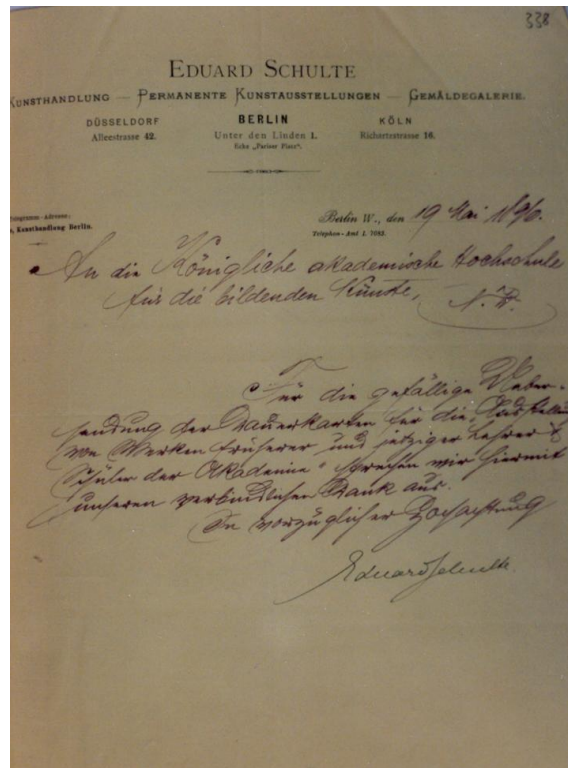 338
EDUARD SCHULTE
KUNSTHANDLUNG — PERMANENTE KUNSTAUSSTELLUNGEN — GEMÄLDEGALERIE.
DÜSSELDORF BERLIN KÖLN
Alleestrasse 42. Unter den Linden 1. Richartzstrasse 16.
Ecke „Pariser Platz“.
Telegramm-Adresse:
Kunsthandlung Berlin.
Berlin W., den 19 Mai 1896.
Telephon-Amt I. 7093.
An die Königliche akademische Hochschule
für die bildenden Künste,
Für die gefällige Ueber-
sendung der Dauerkarten für die „Ausstellung
von Werken früherer und jetziger Lehrer &
Schüler der Akademie“ sprechen wir hiermit
unseren verbindlichen Dank aus.
In vorzüglicher Hochachtung
Eduard Schulte.